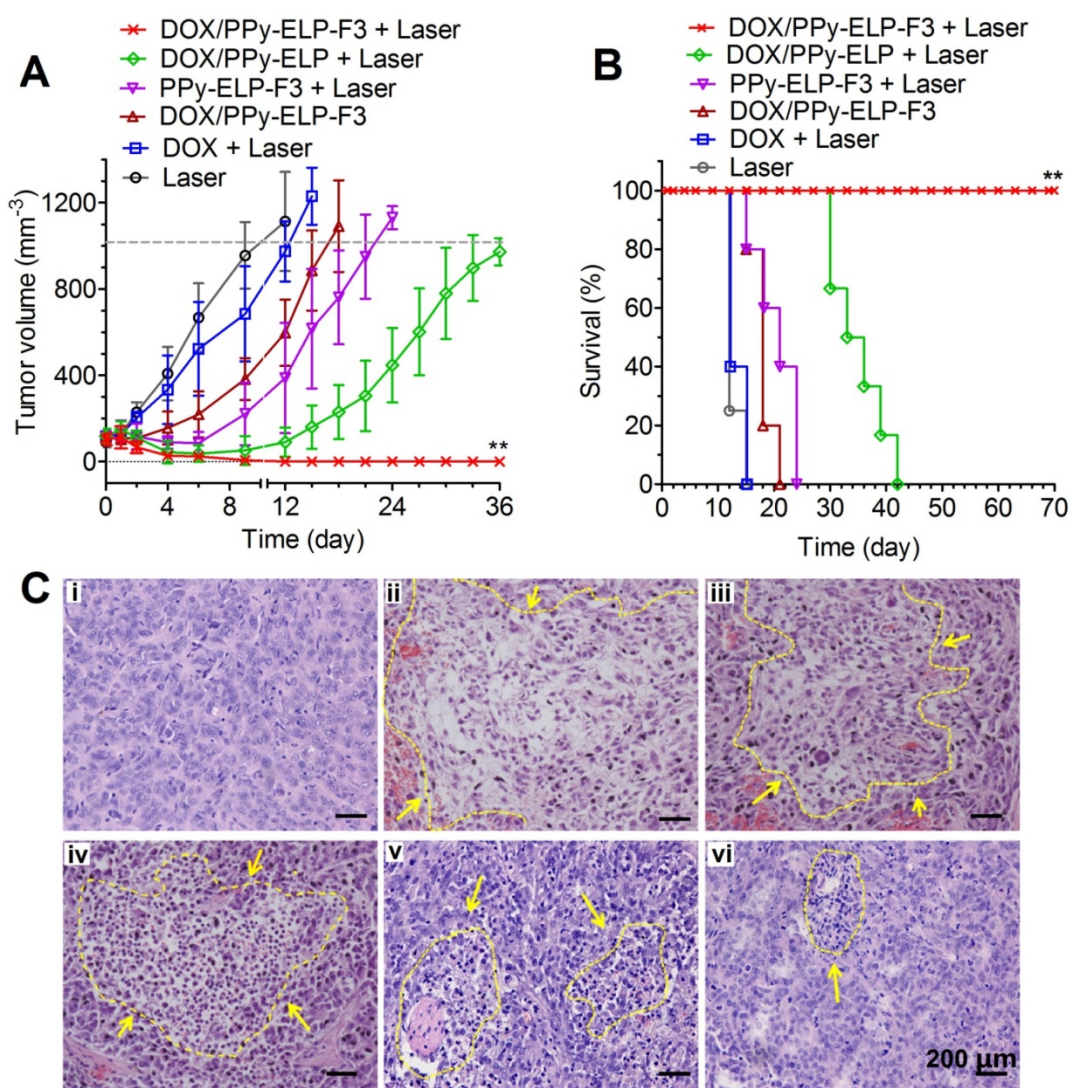 A
DOX/PPy-ELP-F3 + Laser
DOX/PPy-ELP + Laser
PPy-ELP-F3 + Laser
DOX/PPy-ELP-F3
DOX + Laser
Laser
Tumor volume (mm⁻³)
1200
800
400
0
**
0 4 8 12 24 36
Time (day)
B
DOX/PPy-ELP-F3 + Laser
DOX/PPy-ELP + Laser
PPy-ELP-F3 + Laser
DOX/PPy-ELP-F3
DOX + Laser
Laser
Survival (%)
**
100
80
60
40
20
0
0 10 20 30 40 50 60 70
Time (day)
C
i
ii
iii
iv
v
vi
200 μm